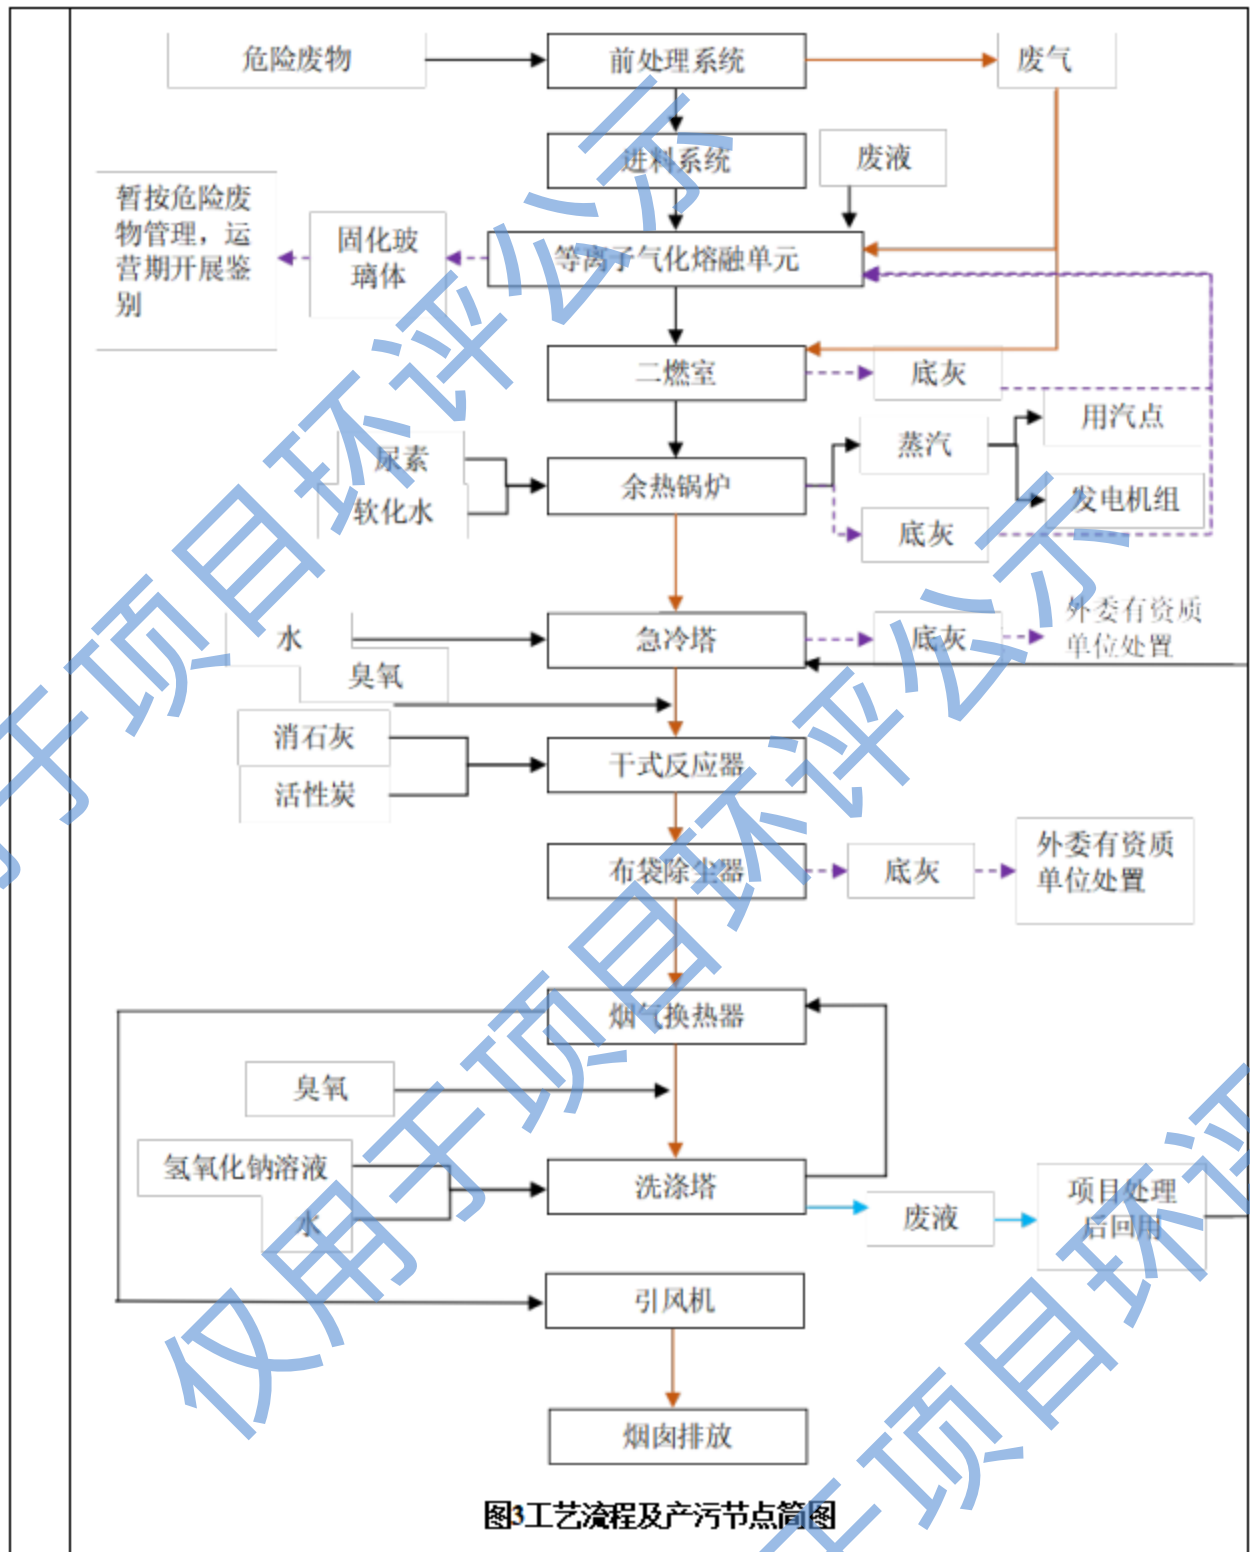 危险废物
前处理系统
废气
进料系统
废液
暂按危险废
物管理，运
营期开展鉴
别
固化玻
璃体
等离子气化熔融单元
二燃室
底灰
用汽点
蒸汽
尿素
软化水
余热锅炉
发电机组
底灰
水
急冷塔
底灰
外委有资质
单位处置
臭氧
消石灰
活性炭
干式反应器
布袋除尘器
底灰
外委有资质
单位处置
烟气换热器
臭氧
氢氧化钠溶液
水
洗涤塔
废液
项目处理
后回用
引风机
烟囱排放
图3工艺流程及产污节点简图
仅用于项目环评公示
于项目环评公示
于项目环评